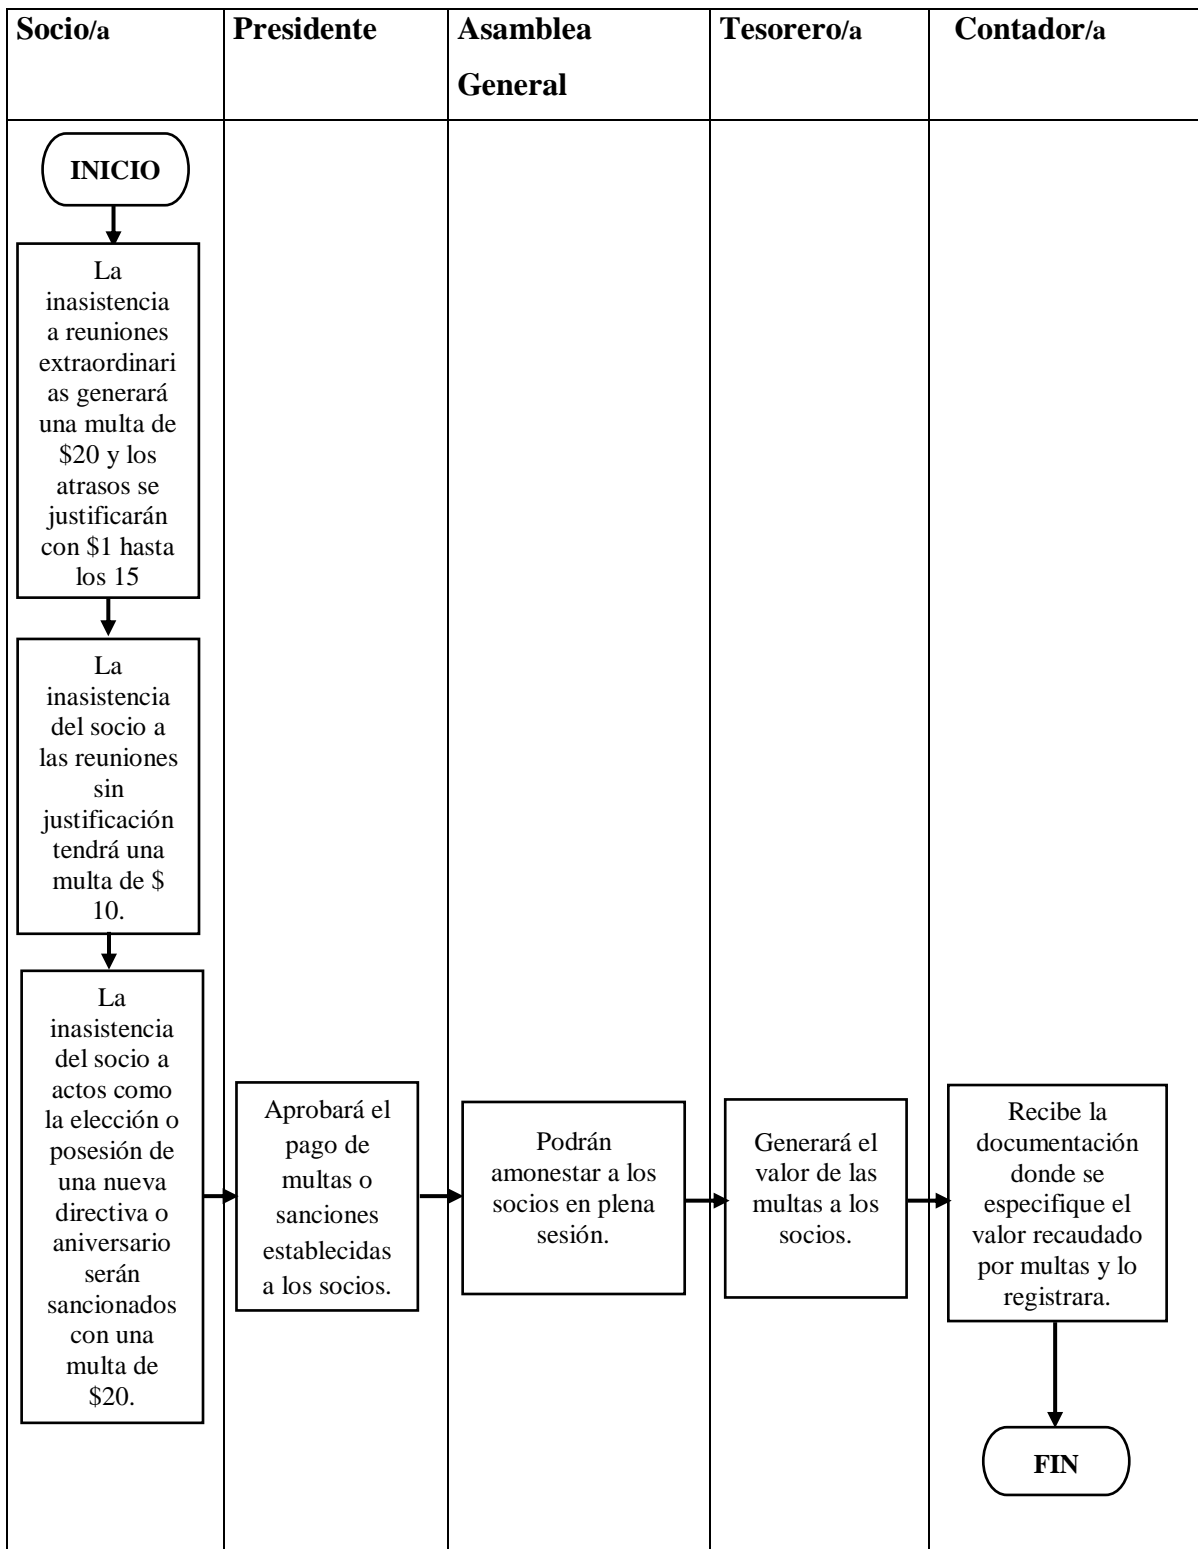 Socio/a
Presidente
Asamblea
General
Tesorero/a
Contador/a
INICIO
La
inasistencia
a reuniones
extraordinari
as generará
una multa de
$20 y los
atrasos se
justificarán
con $1 hasta
los 15
La
inasistencia
del socio a
las reuniones
sin
justificación
tendrá una
multa de $
10.
La
inasistencia
del socio a
actos como
la elección o
posesión de
una nueva
directiva o
aniversario
serán
sancionados
con una
multa de
$20.
Aprobará el
pago de
multas o
sanciones
establecidas
a los socios.
Podrán
amonestar a los
socios en plena
sesión.
Generará el
valor de las
multas a los
socios.
Recibe la
documentación
donde se
especifique el
valor recaudado
por multas y lo
registrara.
FIN